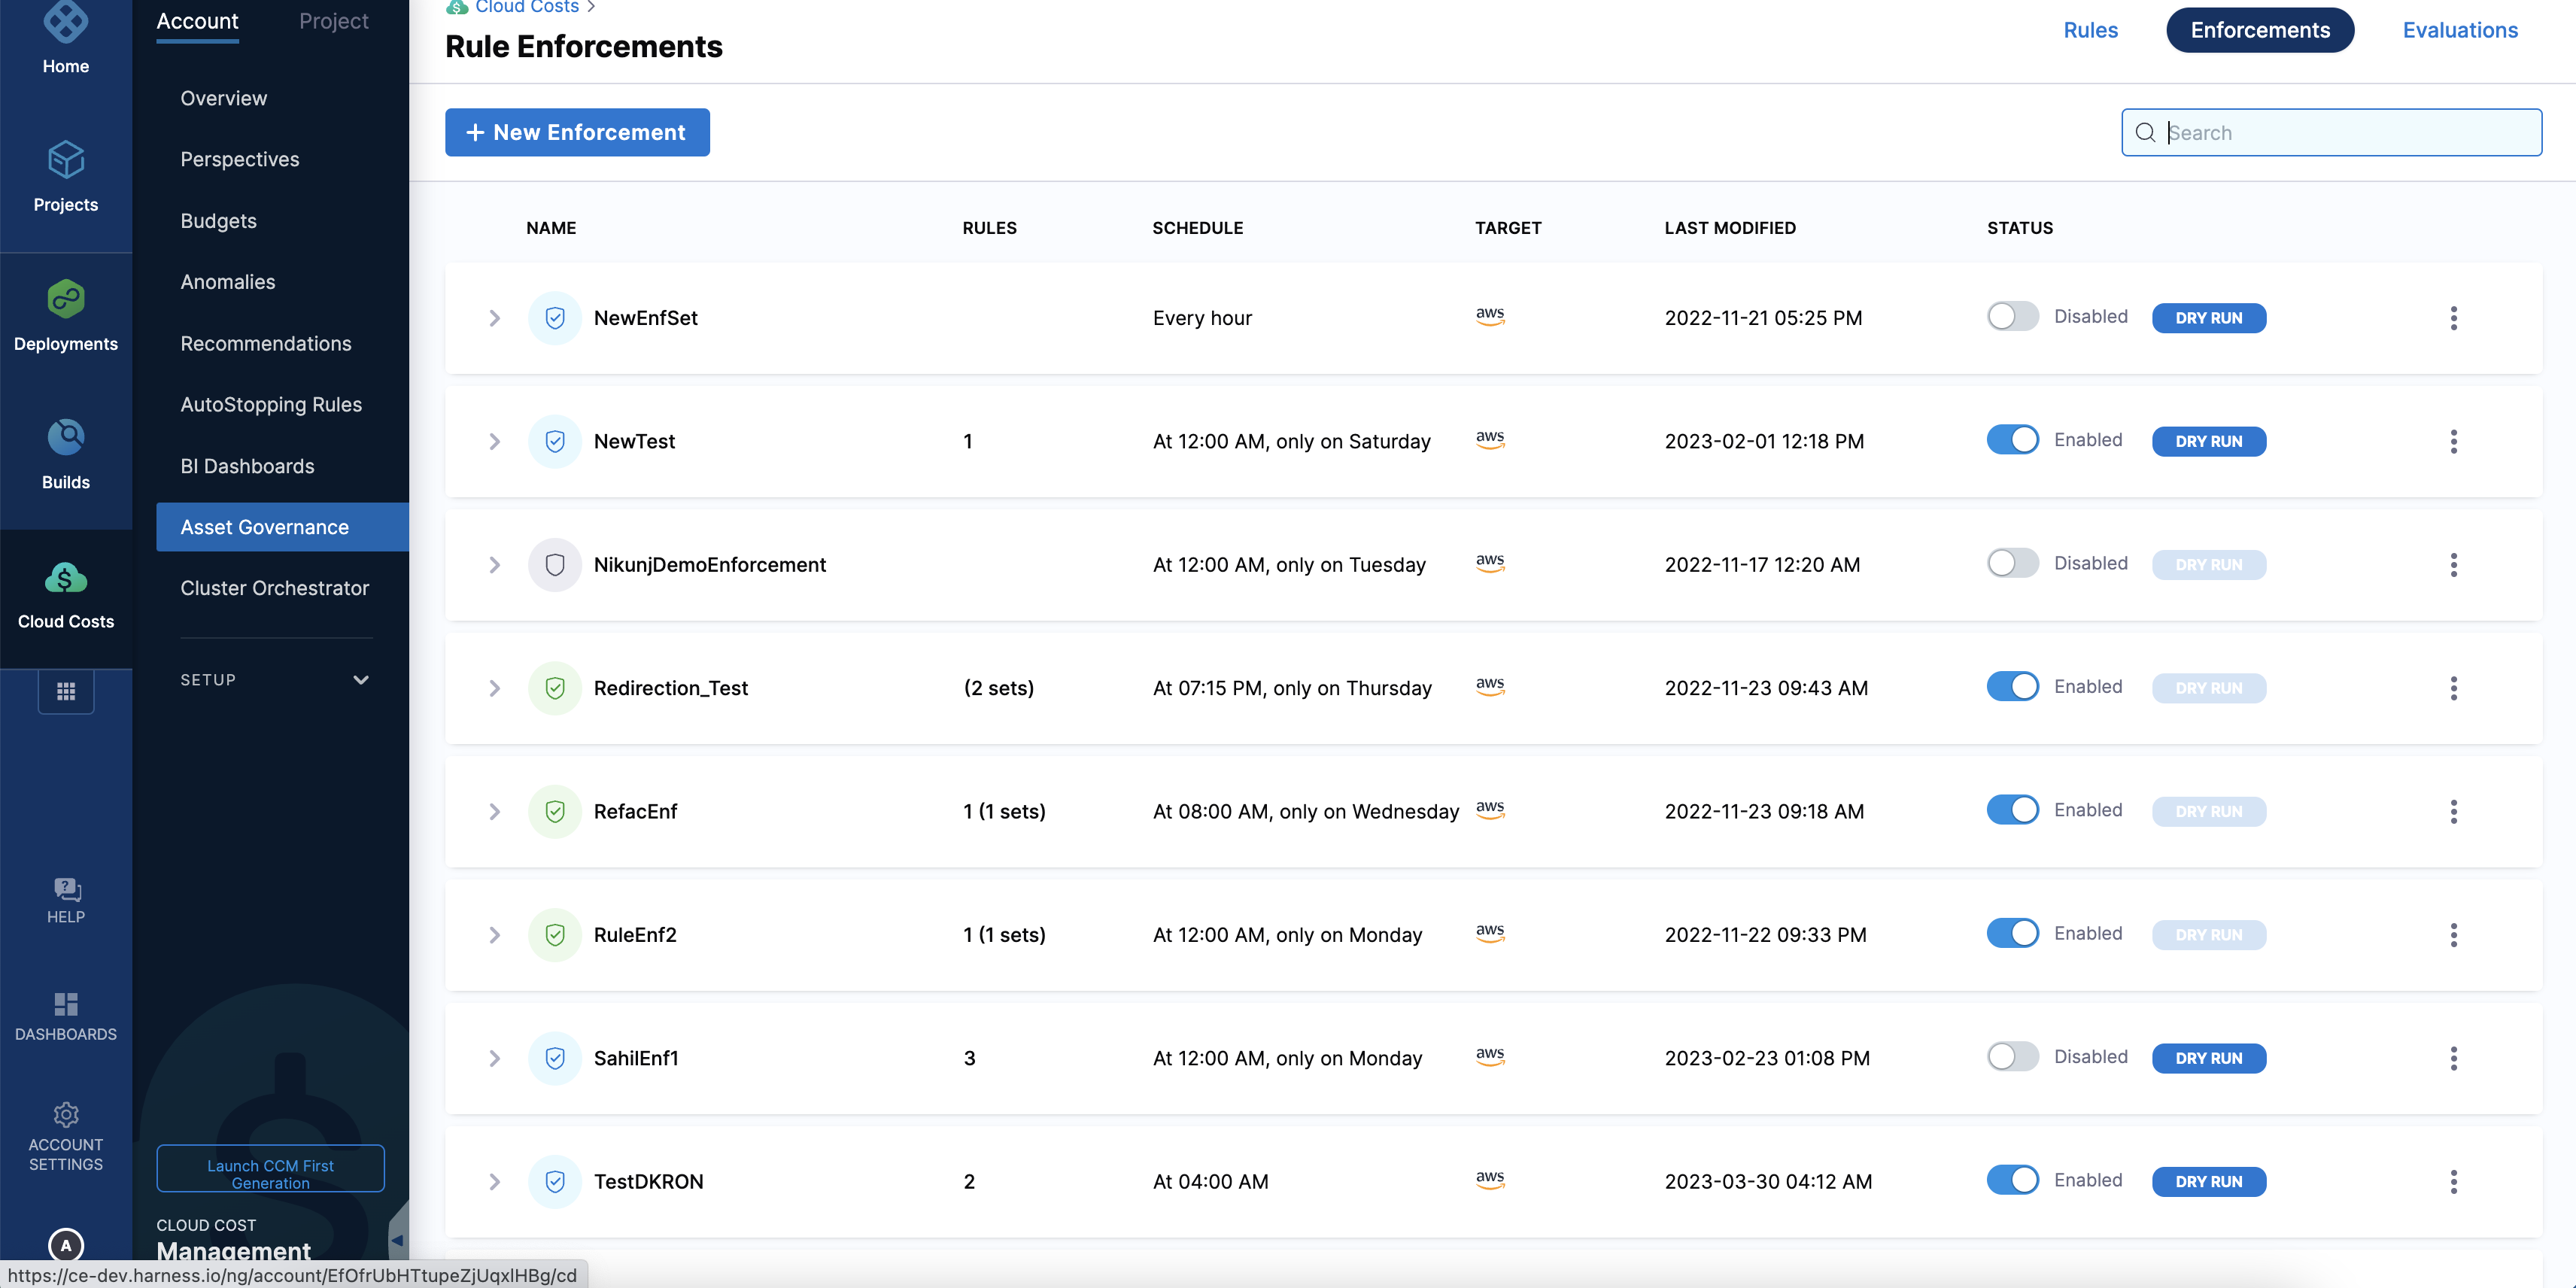 Home
Projects
Deployments
Builds
Cloud Costs
HELP
DASHBOARDS
ACCOUNT
SETTINGS
A
Account Project
Overview
Perspectives
Budgets
Anomalies
Recommendations
AutoStopping Rules
BI Dashboards
Asset Governance
Cluster Orchestrator
SETUP
Launch CCM First
Generation
CLOUD COST
Management
https://ce-dev.harness.io/ng/account/EfOfrUbHTtupeZjUqxIHBg/cd
Cloud Costs >
Rule Enforcements
Rules Enforcements Evaluations
+ New Enforcement
Search
NAME RULES SCHEDULE TARGET LAST MODIFIED STATUS
NewEnfSet Every hour aws 2022-11-21 05:25 PM Disabled DRY RUN
NewTest 1 At 12:00 AM, only on Saturday aws 2023-02-01 12:18 PM Enabled DRY RUN
NikunjDemoEnforcement At 12:00 AM, only on Tuesday aws 2022-11-17 12:20 AM Disabled DRY RUN
Redirection_Test (2 sets) At 07:15 PM, only on Thursday aws 2022-11-23 09:43 AM Enabled DRY RUN
RefacEnf 1 (1 sets) At 08:00 AM, only on Wednesday aws 2022-11-23 09:18 AM Enabled DRY RUN
RuleEnf2 1 (1 sets) At 12:00 AM, only on Monday aws 2022-11-22 09:33 PM Enabled DRY RUN
SahilEnf1 3 At 12:00 AM, only on Monday aws 2023-02-23 01:08 PM Disabled DRY RUN
TestDKRON 2 At 04:00 AM aws 2023-03-30 04:12 AM Enabled DRY RUN